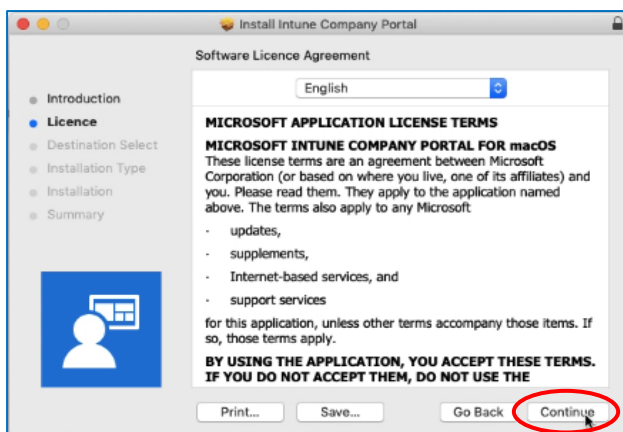 Install Intune Company Portal
Software Licence Agreement
Introduction
Licence
Destination Select
Installation Type
Installation
Summary
English
MICROSOFT APPLICATION LICENSE TERMS
MICROSOFT INTUNE COMPANY PORTAL FOR macOS
These license terms are an agreement between Microsoft
Corporation (or based on where you live, one of its affiliates) and
you. Please read them. They apply to the application named
above. The terms also apply to any Microsoft
· updates,
· supplements,
· Internet-based services, and
· support services
for this application, unless other terms accompany those items. If
so, those terms apply.
BY USING THE APPLICATION, YOU ACCEPT THESE TERMS.
IF YOU DO NOT ACCEPT THEM, DO NOT USE THE
Print... Save... Go Back Continue